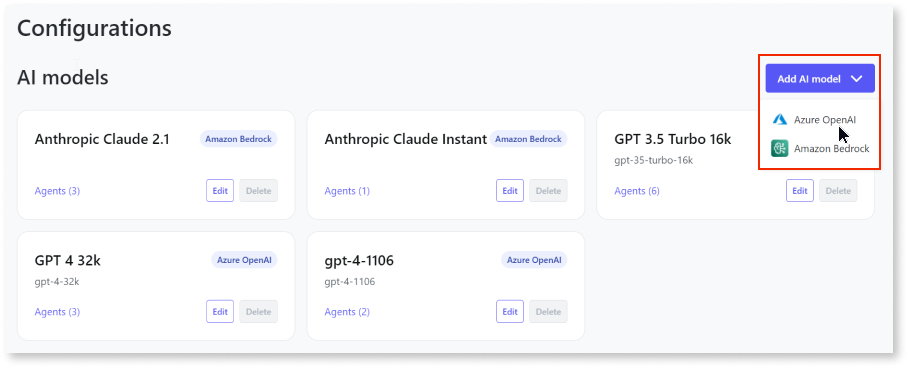 Configurations
AI models
Add AI model
Azure OpenAI
Amazon Bedrock
Anthropic Claude 2.1
Amazon Bedrock
Agents (3)
Edit
Delete
Anthropic Claude Instant
Amazon Bedrock
Agents (1)
Edit
Delete
GPT 3.5 Turbo 16k
gpt-35-turbo-16k
Agents (6)
Edit
Delete
GPT 4 32k
Azure OpenAI
gpt-4-32k
Agents (3)
Edit
Delete
gpt-4-1106
Azure OpenAI
gpt-4-1106
Agents (2)
Edit
Delete